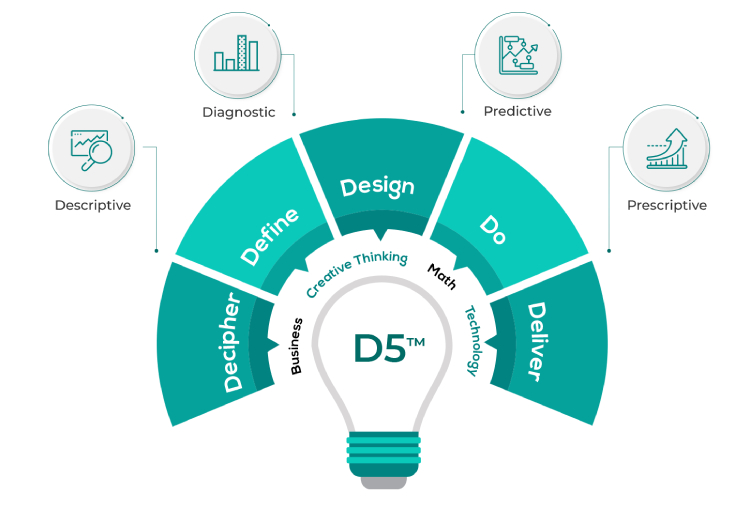 Diagnostic
Predictive
Descriptive
Prescriptive
Decipher
Define
Design
Do
Deliver
Business
Creative Thinking
Math
Technology
D5™